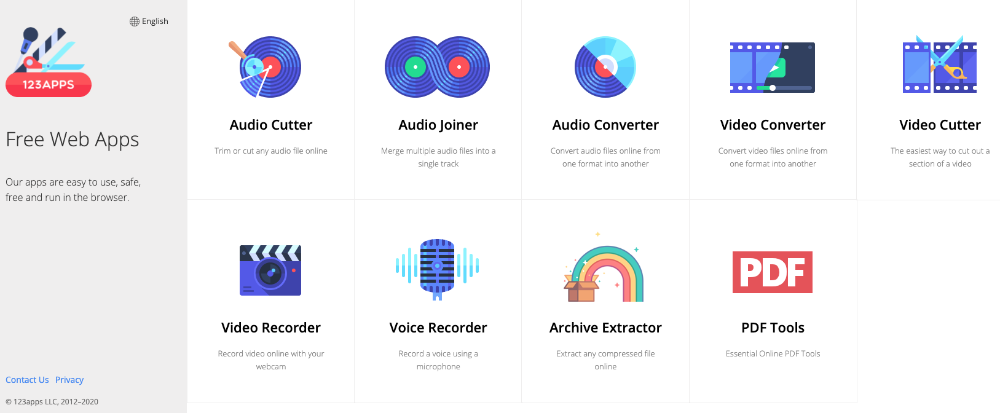 English
123APPS
Free Web Apps
Our apps are easy to use, safe,
free and run in the browser.
Contact Us Privacy
© 123apps LLC, 2012–2020
Audio Cutter
Trim or cut any audio file online
Audio Joiner
Merge multiple audio files into a
single track
Audio Converter
Convert audio files online from
one format into another
Video Converter
Convert video files online from
one format into another
Video Cutter
The easiest way to cut out a
section of a video
Video Recorder
Record video online with your
webcam
Voice Recorder
Record a voice using a
microphone
Archive Extractor
Extract any compressed file
online
PDF
PDF Tools
Essential Online PDF Tools